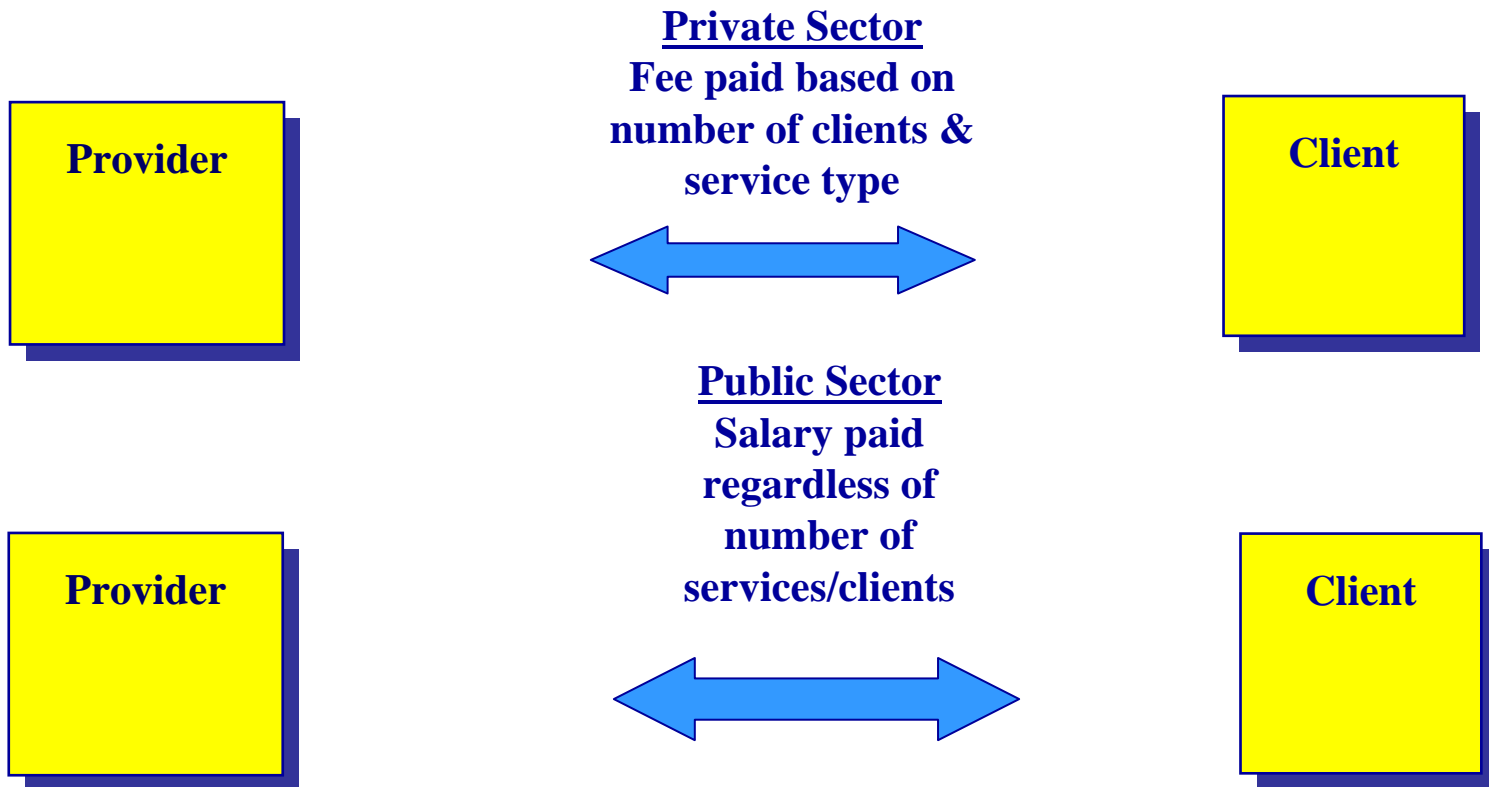 Private Sector
Fee paid based on
number of clients &
service type
Provider
Client
Public Sector
Salary paid
regardless of
number of
services/clients
Provider
Client